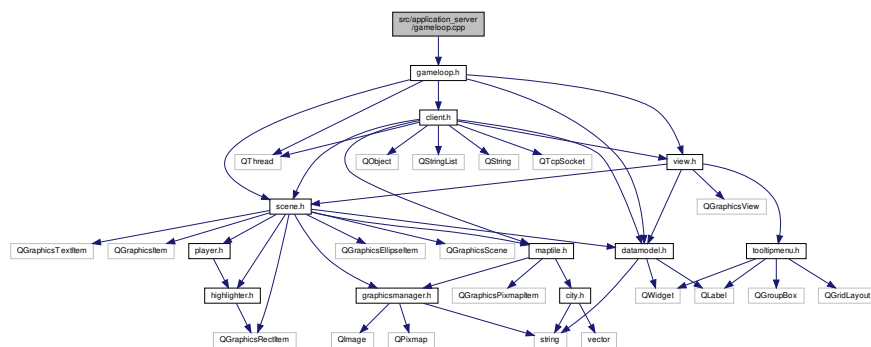 src/application_server
/gameloop.cpp
gameloop.h
client.h
QThread
QObject
QStringList
QString
QTcpSocket
view.h
scene.h
QGraphicsView
QGraphicsTextItem
QGraphicsItem
player.h
QGraphicsEllipseItem
QGraphicsScene
maptile.h
datamodel.h
tooltipmenu.h
highlighter.h
graphicsmanager.h
QGraphicsPixmapItem
city.h
QWidget
QLabel
QGroupBox
QGridLayout
QGraphicsRectItem
QImage
QPixmap
string
vector